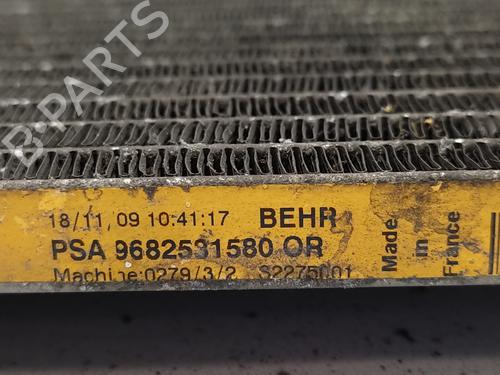 B-PARTS
18/11/09 10:41:17 BEHR
PSA 9682531580 OR
Machine:0279/3/2 S2275001
Made
in
France